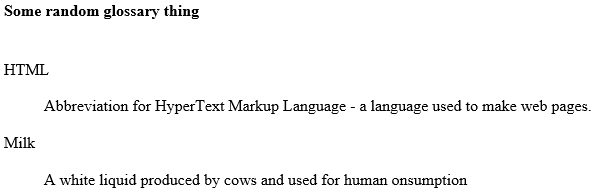 Some random glossary thing
HTML
Abbreviation for HyperText Markup Language - a language used to make web pages.
Milk
A white liquid produced by cows and used for human onsumption